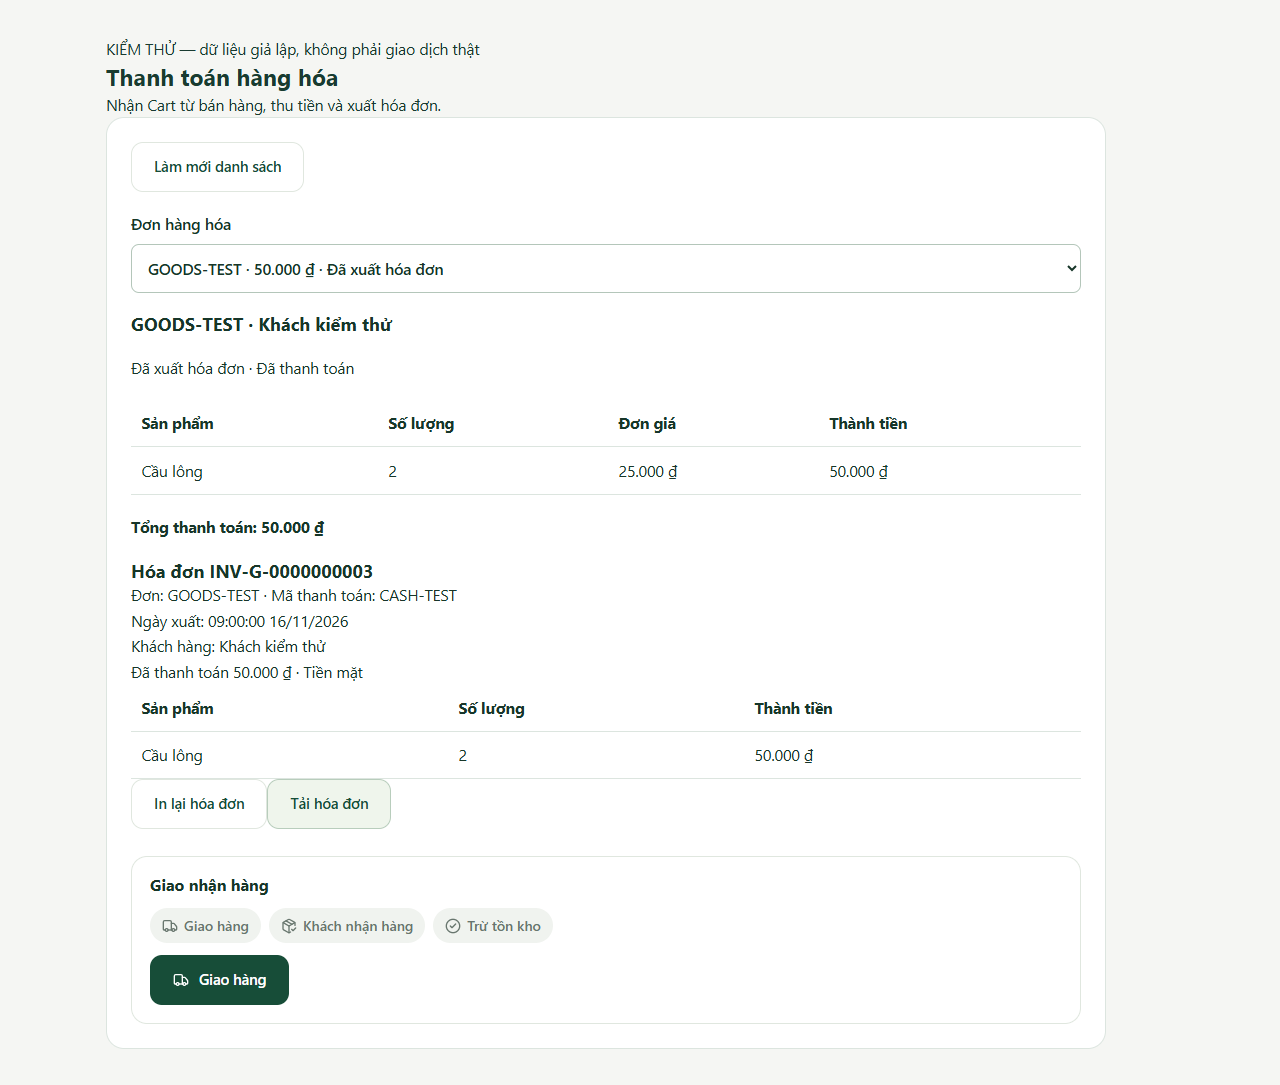 KIỂM THỬ — dữ liệu giả lập, không phải giao dịch thật
Thanh toán hàng hóa
Nhận Cart từ bán hàng, thu tiền và xuất hóa đơn.
Làm mới danh sách
Đơn hàng hóa
GOODS-TEST · 50.000 ₫ · Đã xuất hóa đơn
GOODS-TEST · Khách kiểm thử
Đã xuất hóa đơn · Đã thanh toán
Sản phẩm Số lượng Đơn giá Thành tiền
Cầu lông 2 25.000 ₫ 50.000 ₫
Tổng thanh toán: 50.000 ₫
Hóa đơn INV-G-0000000003
Đơn: GOODS-TEST · Mã thanh toán: CASH-TEST
Ngày xuất: 09:00:00 16/11/2026
Khách hàng: Khách kiểm thử
Đã thanh toán 50.000 ₫ · Tiền mặt
Sản phẩm Số lượng Thành tiền
Cầu lông 2 50.000 ₫
In lại hóa đơn Tải hóa đơn
Giao nhận hàng
Giao hàng Khách nhận hàng Trừ tồn kho
Giao hàng